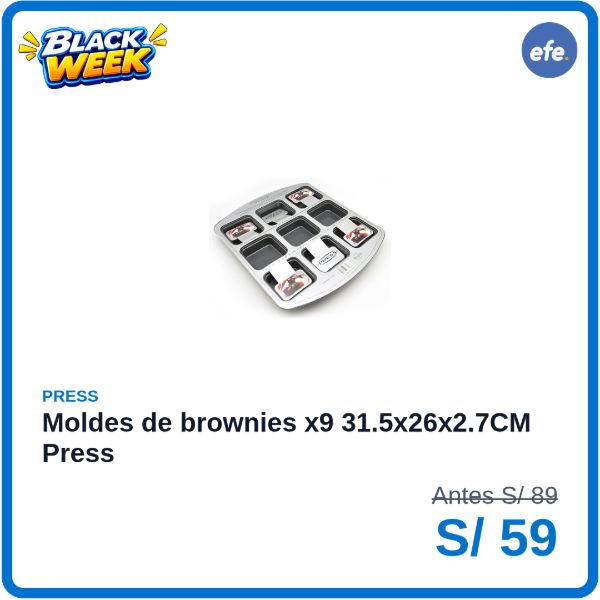 BLACK
WEEK
efe.
PRESS
Moldes de brownies x9 31.5x26x2.7CM
Press
Antes S/ 89
S/ 59